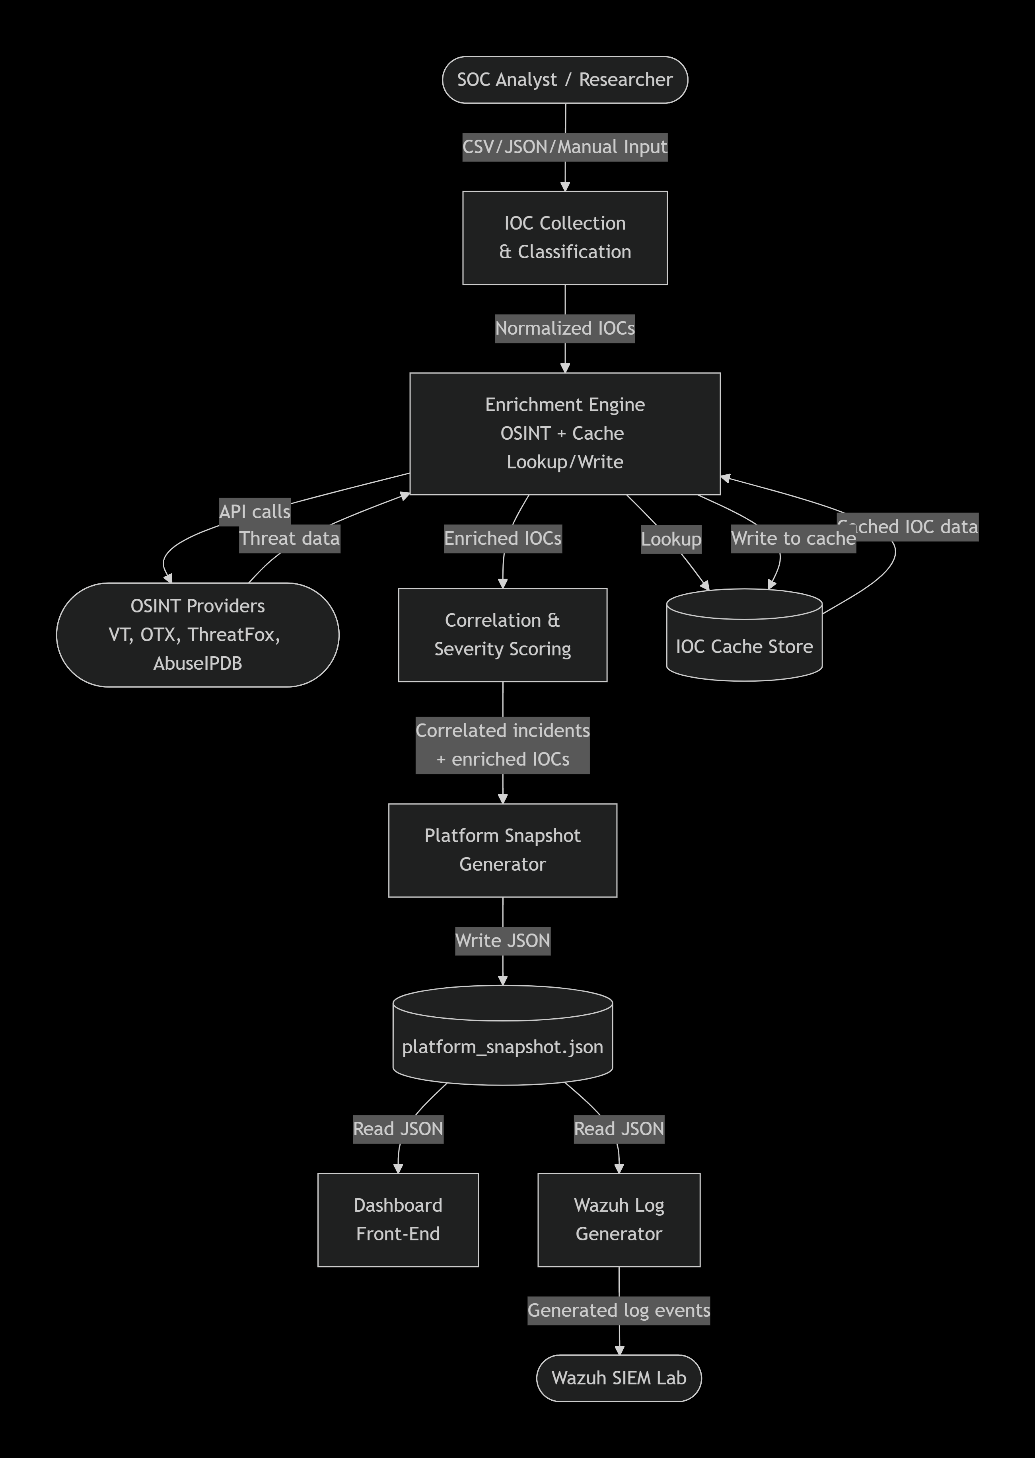 SOC Analyst / Researcher
CSV/JSON/Manual Input
IOC Collection
& Classification
Normalized IOCs
Enrichment Engine
OSINT + Cache
Lookup/Write
API calls
Threat data
Enriched IOCs
Lookup
Write to cache
Cached IOC data
OSINT Providers
VT, OTX, ThreatFox,
AbuseIPDB
Correlation &
Severity Scoring
IOC Cache Store
Correlated incidents
+ enriched IOCs
Platform Snapshot
Generator
Write JSON
platform_snapshot.json
Read JSON
Read JSON
Dashboard
Front-End
Wazuh Log
Generator
Generated log events
Wazuh SIEM Lab